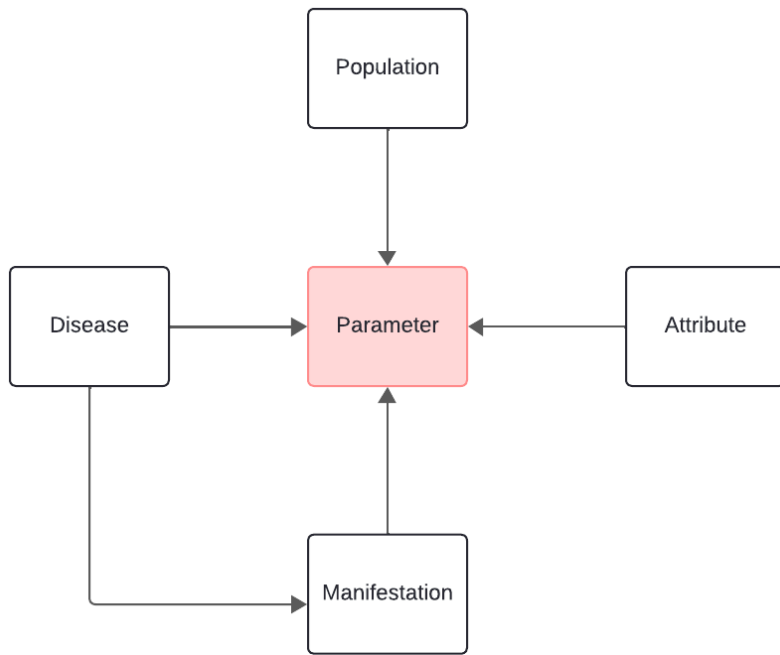 Population
Disease
Parameter
Attribute
Manifestation